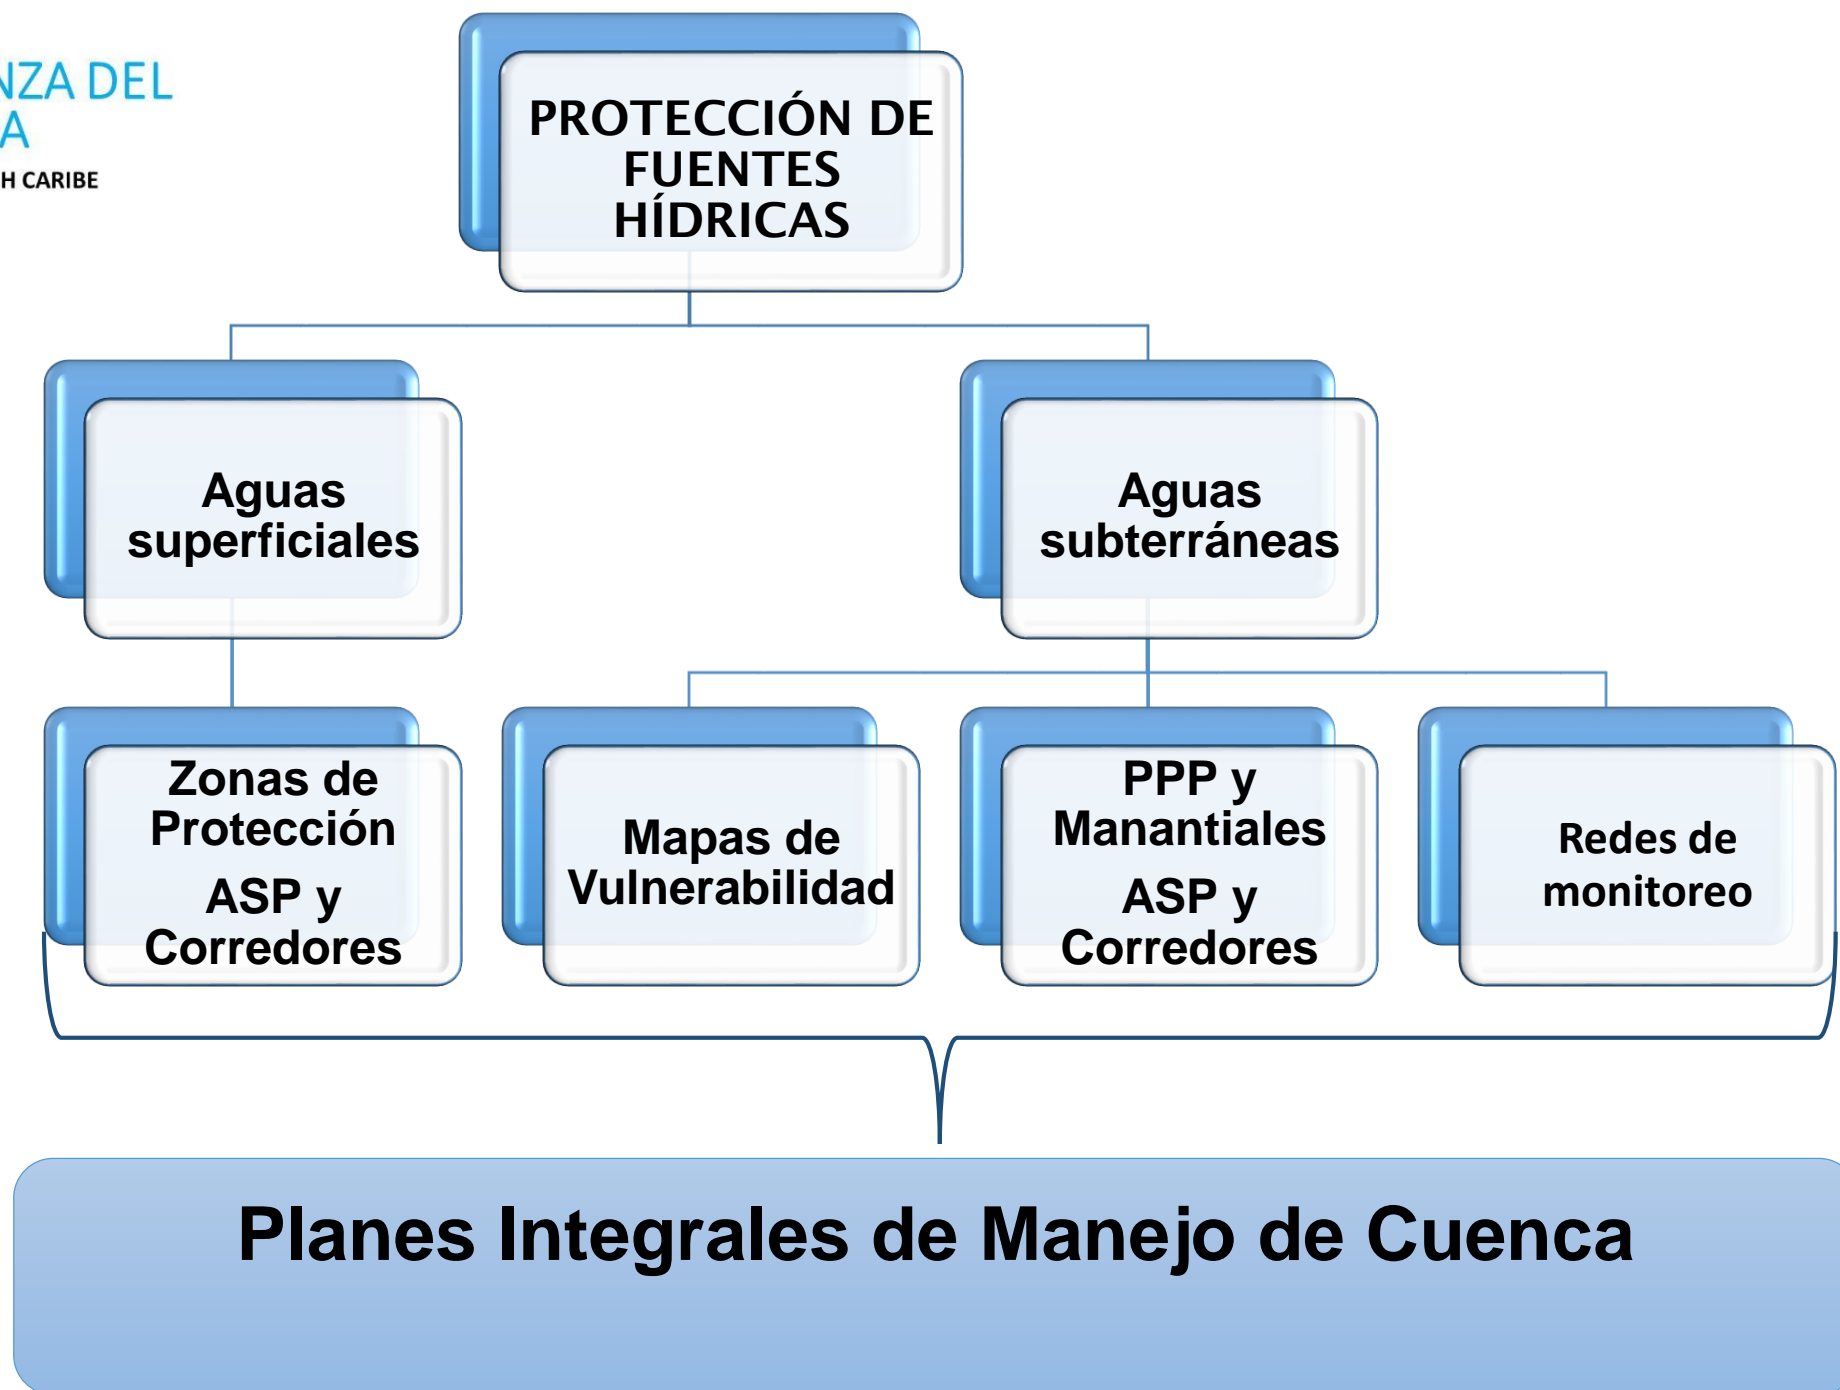 NZA DEL
A
H CARIBE
PROTECCIÓN DE
FUENTES
HÍDRICAS
Aguas
superficiales
Aguas
subterráneas
Zonas de
Protección
ASP y
Corredores
Mapas de
Vulnerabilidad
PPP y
Manantiales
ASP y
Corredores
Redes de
monitoreo
Planes Integrales de Manejo de Cuenca